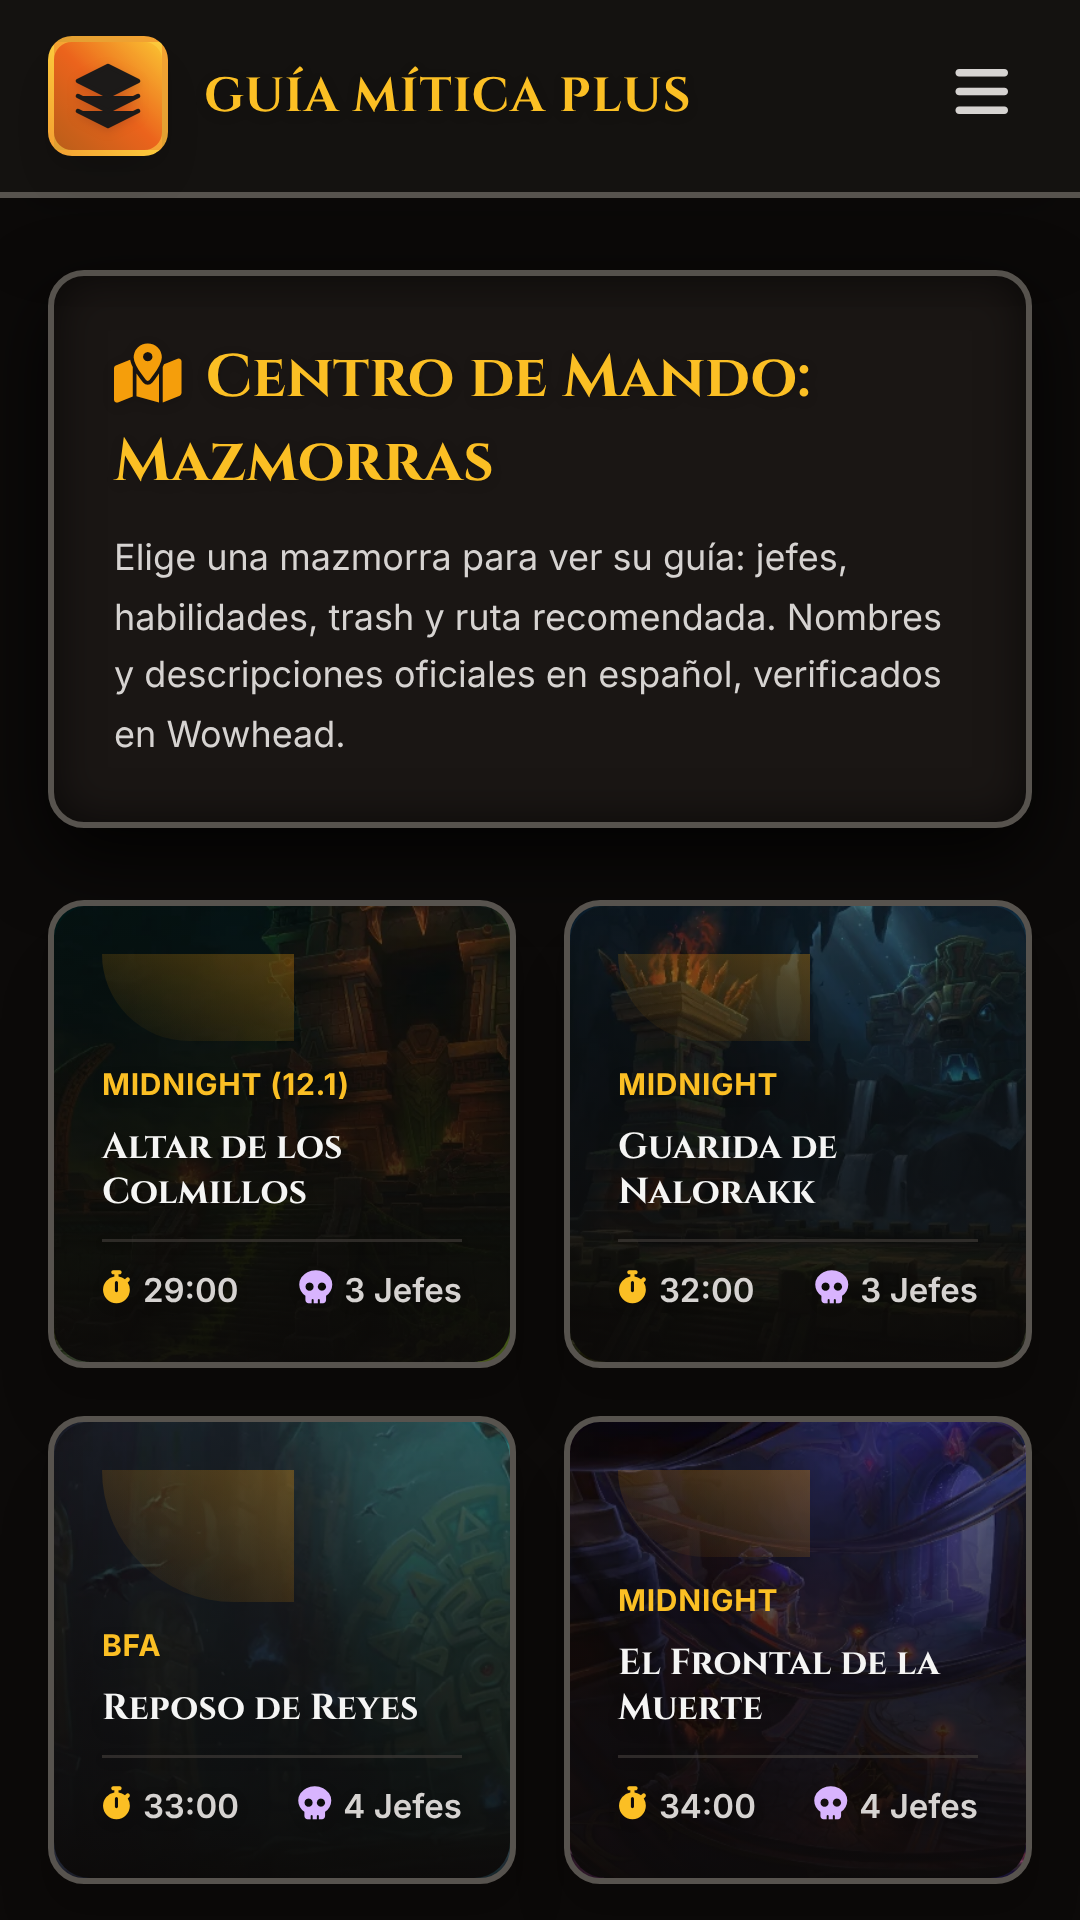 GUÍA MÍTICA PLUS
Centro de Mando:
Mazmorras
Elige una mazmorra para ver su guía: jefes,
habilidades, trash y ruta recomendada. Nombres
y descripciones oficiales en español, verificados
en Wowhead.
MIDNIGHT (12.1)
Altar de los
Colmillos
29:00 3 Jefes
MIDNIGHT
Guarida de
Nalorakk
32:00 3 Jefes
BFA
Reposo de Reyes
33:00 4 Jefes
MIDNIGHT
El Frontal de la
Muerte
34:00 4 Jefes